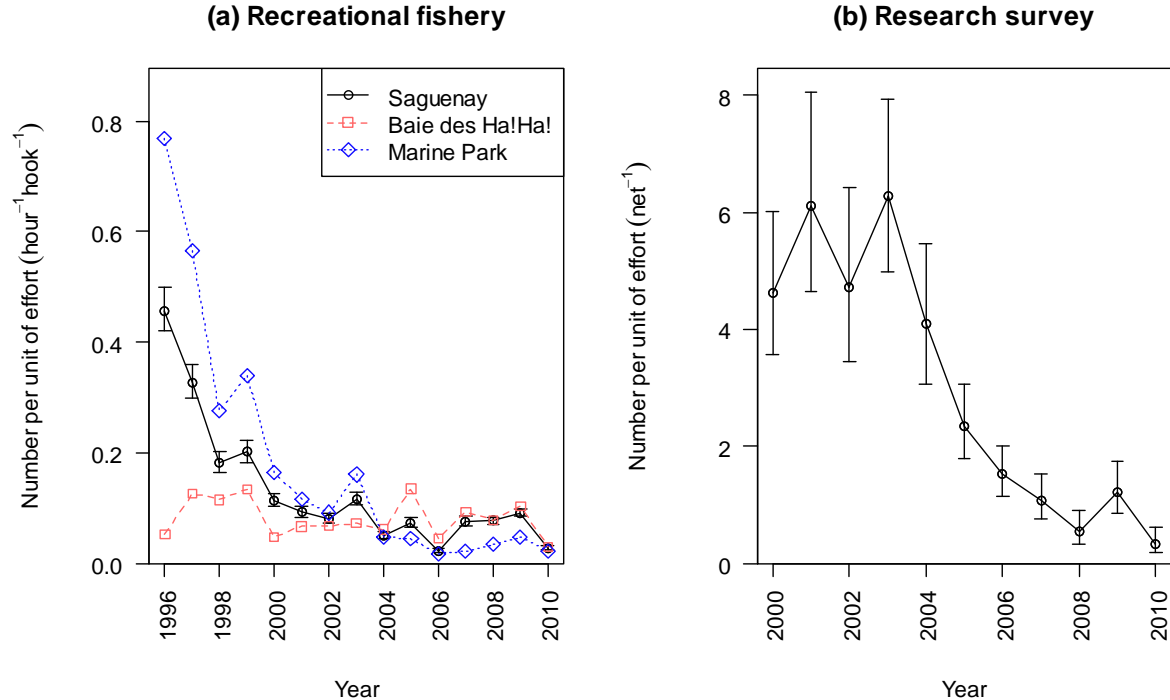 (a) Recreational fishery
Number per unit of effort (hour⁻¹hook⁻¹)
0.8
0.6
0.4
0.2
0.0
Saguenay
Baie des Ha!Ha!
Marine Park
1996
1998
2000
2002
2004
2006
2008
2010
Year
(b) Research survey
Number per unit of effort (net⁻¹)
8
6
4
2
0
2000
2002
2004
2006
2008
2010
Year